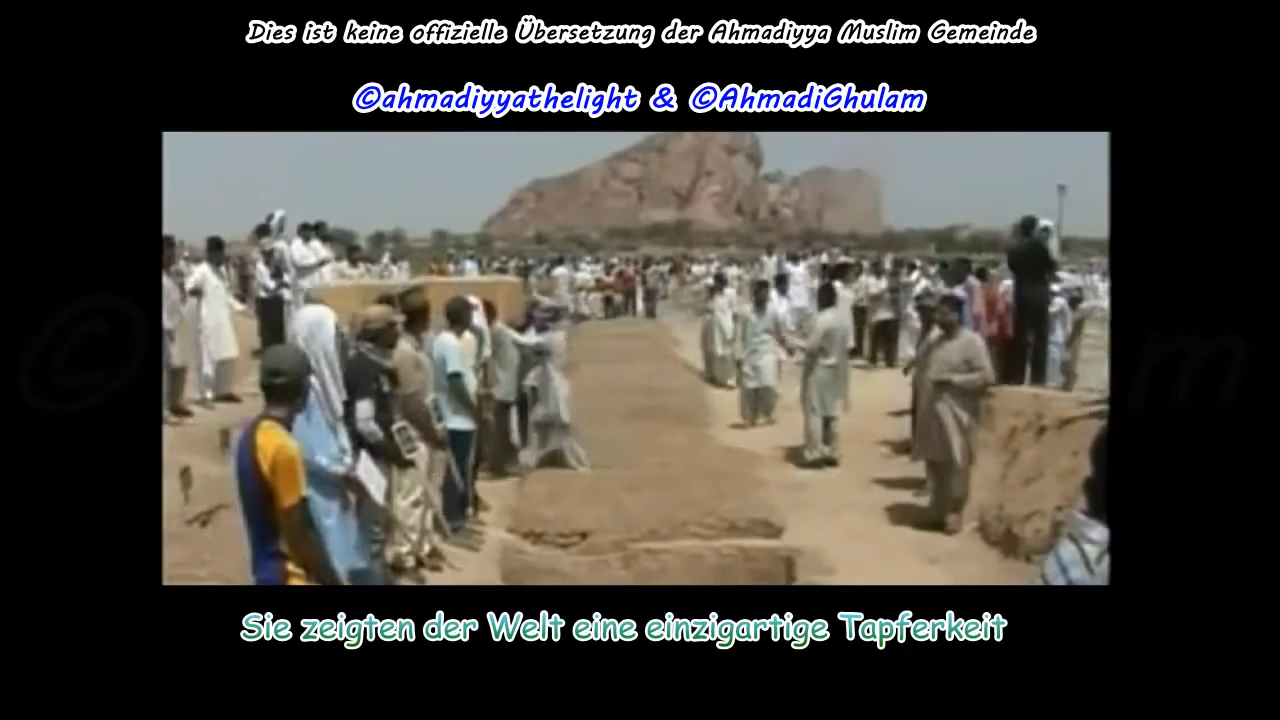 Dies ist keine offizielle Übersetzung der Ahmadiyya Muslim Gemeinde
©ahmadiyyathelight & ©AhmadiGhulam
Sie zeigten der Welt eine einzigartige Tapferkeit